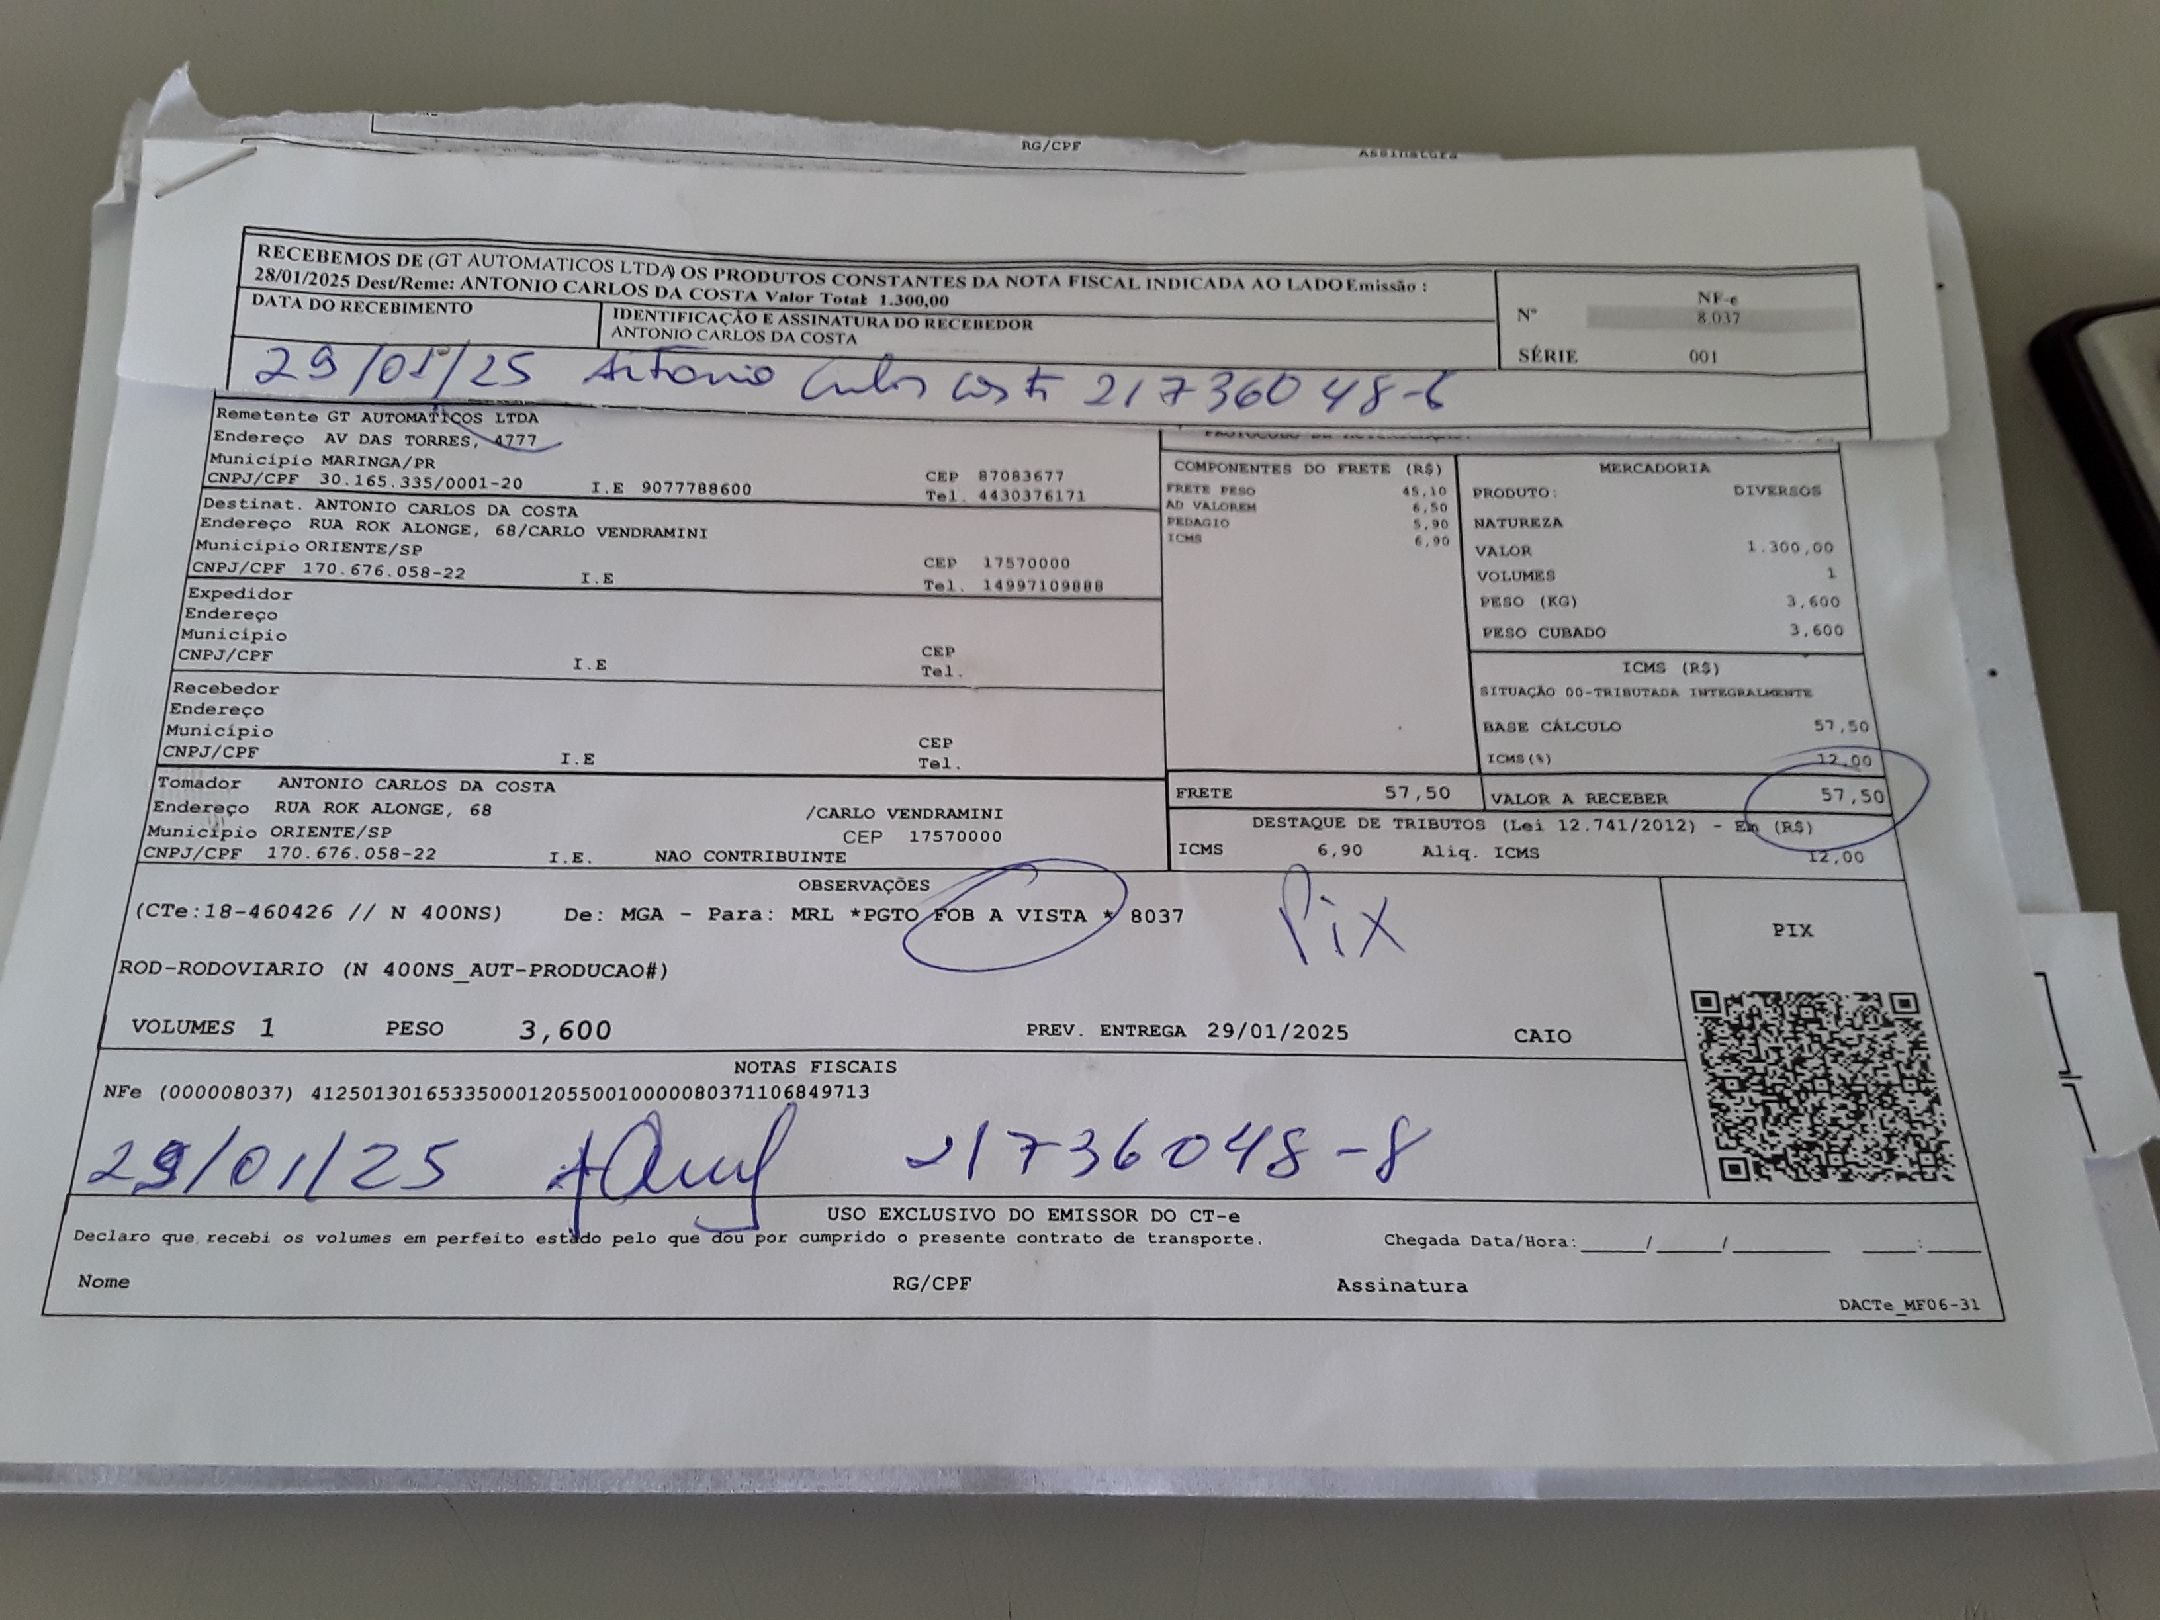 RG/CPF Assinatura
RECEBEMOS DE (GT AUTOMATICOS LTDA) OS PRODUTOS CONSTANTES DA NOTA FISCAL INDICADA AO LADO Emissão :
28/01/2025 Dest/Reme: ANTONIO CARLOS DA COSTA Valor Total: 1.300,00
DATA DO RECEBIMENTO
IDENTIFICAÇÃO E ASSINATURA DO RECEBEDOR
ANTONIO CARLOS DA COSTA
NF-e
Nº 8.037
SÉRIE 001
29/01/25 Antonio Carlos Costa 21736048-6
Remetente GT AUTOMATICOS LTDA
Endereço AV DAS TORRES, 4777
Município MARINGA/PR
CEP 87083677
CNPJ/CPF 30.165.335/0001-20 I.E 9077788600 Tel. 4430376171
Destinat. ANTONIO CARLOS DA COSTA
Endereço RUA ROK ALONGE, 68/CARLO VENDRAMINI
Município ORIENTE/SP CEP 17570000
CNPJ/CPF 170.676.058-22 I.E Tel. 14997109888
Expedidor
Endereço
Município CEP
CNPJ/CPF I.E Tel.
Recebedor
Endereço
Município CEP
CNPJ/CPF I.E Tel.
Tomador ANTONIO CARLOS DA COSTA
Endereço RUA ROK ALONGE, 68 /CARLO VENDRAMINI
Município ORIENTE/SP CEP 17570000
CNPJ/CPF 170.676.058-22 I.E. NAO CONTRIBUINTE
COMPONENTES DO FRETE (R$)
FRETE PESO 45,10
AD VALOREM 6,50
PEDAGIO 5,90
ICMS 6,90
MERCADORIA
PRODUTO: DIVERSOS
NATUREZA
VALOR 1.300,00
VOLUMES 1
PESO (KG) 3,600
PESO CUBADO 3,600
ICMS (R$)
SITUAÇÃO 00-TRIBUTADA INTEGRALMENTE
BASE CÁLCULO 57,50
ICMS(%) 12,00
FRETE 57,50 VALOR A RECEBER 57,50
DESTAQUE DE TRIBUTOS (Lei 12.741/2012) - Em (R$)
ICMS 6,90 Aliq. ICMS 12,00
OBSERVAÇÕES
(CTe:18-460426 // N 400NS) De: MGA - Para: MRL *PGTO FOB A VISTA * 8037
Pix
ROD-RODOVIARIO (N 400NS_AUT-PRODUCAO#)
VOLUMES 1 PESO 3,600 PREV. ENTREGA 29/01/2025 CAIO
PIX
NOTAS FISCAIS
NFe (000008037) 41250130165335000120550010000080371106849713
29/01/25 21736048-8
USO EXCLUSIVO DO EMISSOR DO CT-e
Declaro que recebi os volumes em perfeito estado pelo que dou por cumprido o presente contrato de transporte. Chegada Data/Hora:____/____/______ ___:___
Nome RG/CPF Assinatura
DACTe_MF06-31